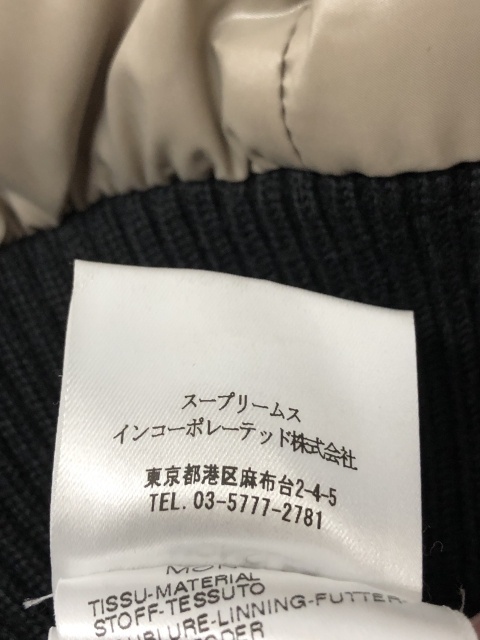 スープリームス
インコーポレーテッド株式会社
東京都港区麻布台2-4-5
TEL. 03-5777-2781
TISSU-MATERIAL
STOFF-TESSUTO